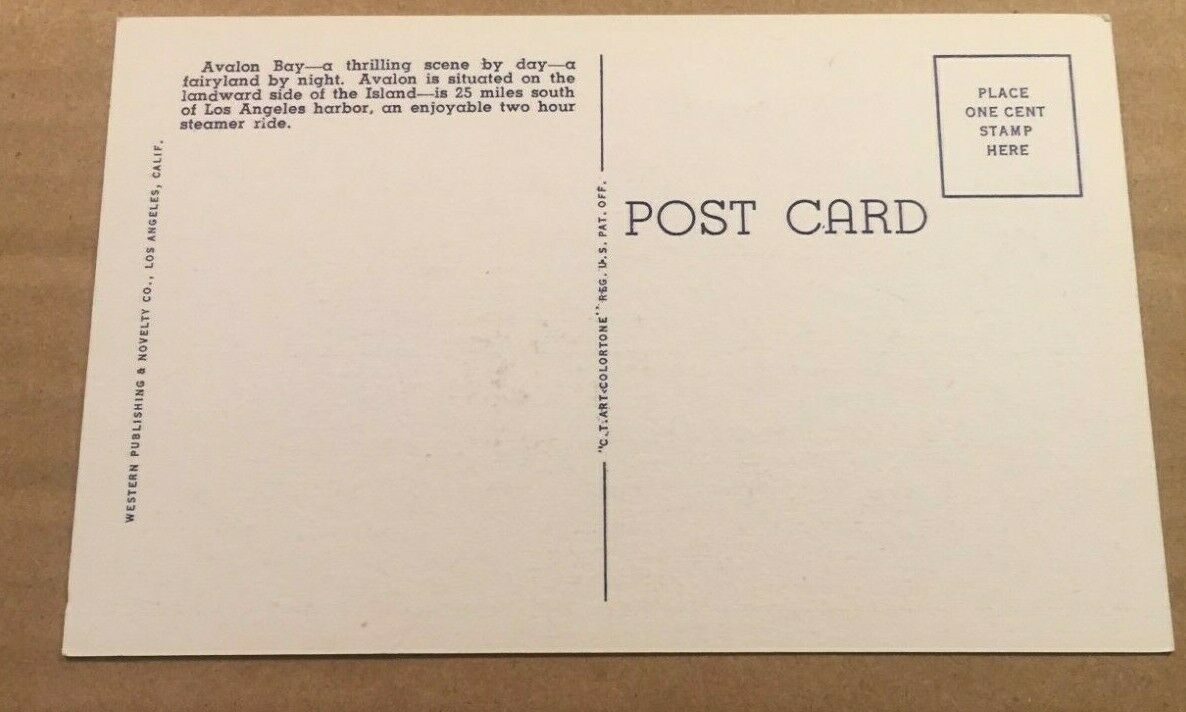 Avalon Bay—a thrilling scene by day—a
fairyland by night. Avalon is situated on the
landward side of the Island—is 25 miles south
of Los Angeles harbor, an enjoyable two hour
steamer ride.
WESTERN PUBLISHING & NOVELTY CO., LOS ANGELES, CALIF.
"C.T. ART-COLORTONE" REG. U.S. PAT. OFF.
POST CARD
PLACE
ONE CENT
STAMP
HERE